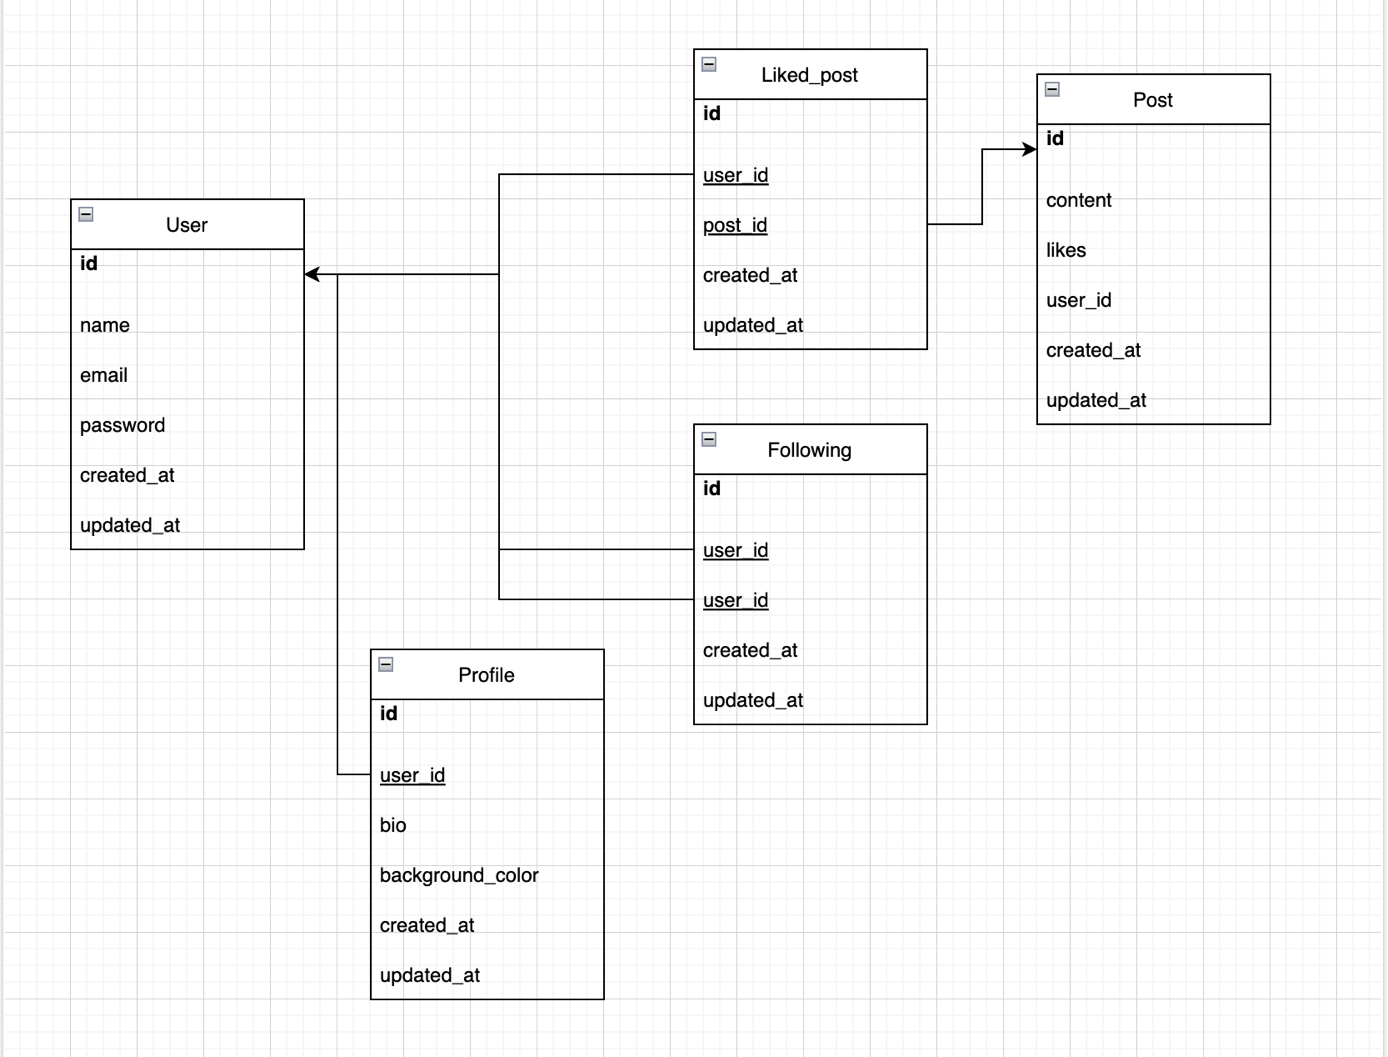 User
id
name
email
password
created_at
updated_at
Liked_post
id
user_id
post_id
created_at
updated_at
Post
id
content
likes
user_id
created_at
updated_at
Following
id
user_id
user_id
created_at
updated_at
Profile
id
user_id
bio
background_color
created_at
updated_at